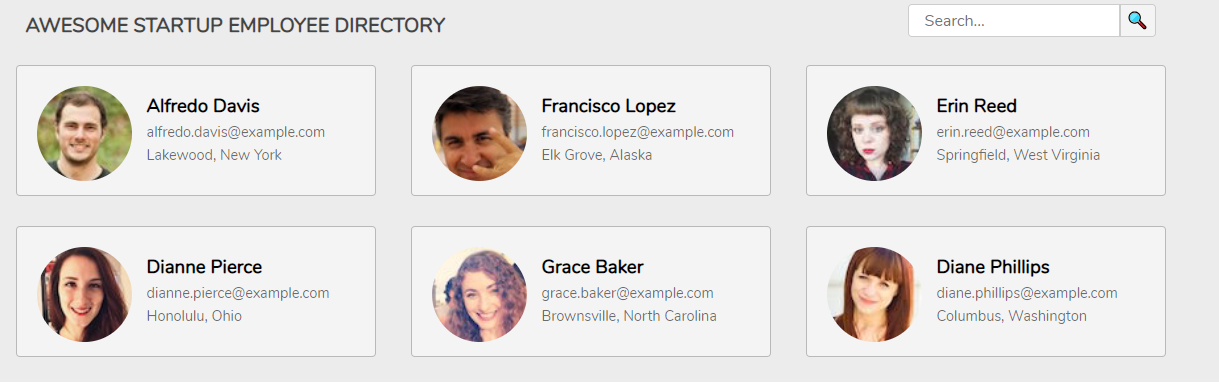 AWESOME STARTUP EMPLOYEE DIRECTORY
Search...
Alfredo Davis
alfredo.davis@example.com
Lakewood, New York
Francisco Lopez
francisco.lopez@example.com
Elk Grove, Alaska
Erin Reed
erin.reed@example.com
Springfield, West Virginia
Dianne Pierce
dianne.pierce@example.com
Honolulu, Ohio
Grace Baker
grace.baker@example.com
Brownsville, North Carolina
Diane Phillips
diane.phillips@example.com
Columbus, Washington